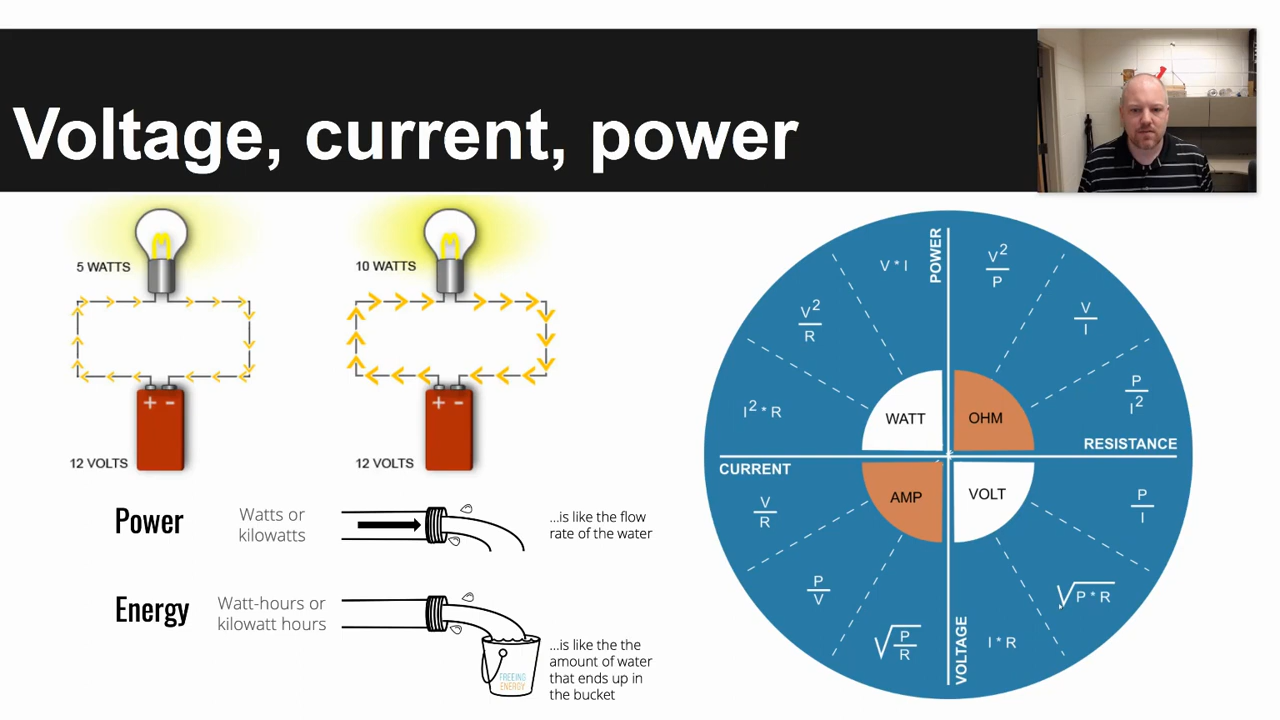 Voltage, current, power
5 WATTS
10 WATTS
12 VOLTS
12 VOLTS
Power
Watts or
kilowatts
...is like the flow
rate of the water
Energy
Watt-hours or
kilowatt hours
FREEING
ENERGY
...is like the the
amount of water
that ends up in
the bucket
POWER
V * I
V²/R
I² * R
WATT
V²/P
V/I
P/I²
OHM
RESISTANCE
CURRENT
V/R
P/V
√(P/R)
AMP
VOLT
P/I
√(P * R)
I * R
VOLTAGE